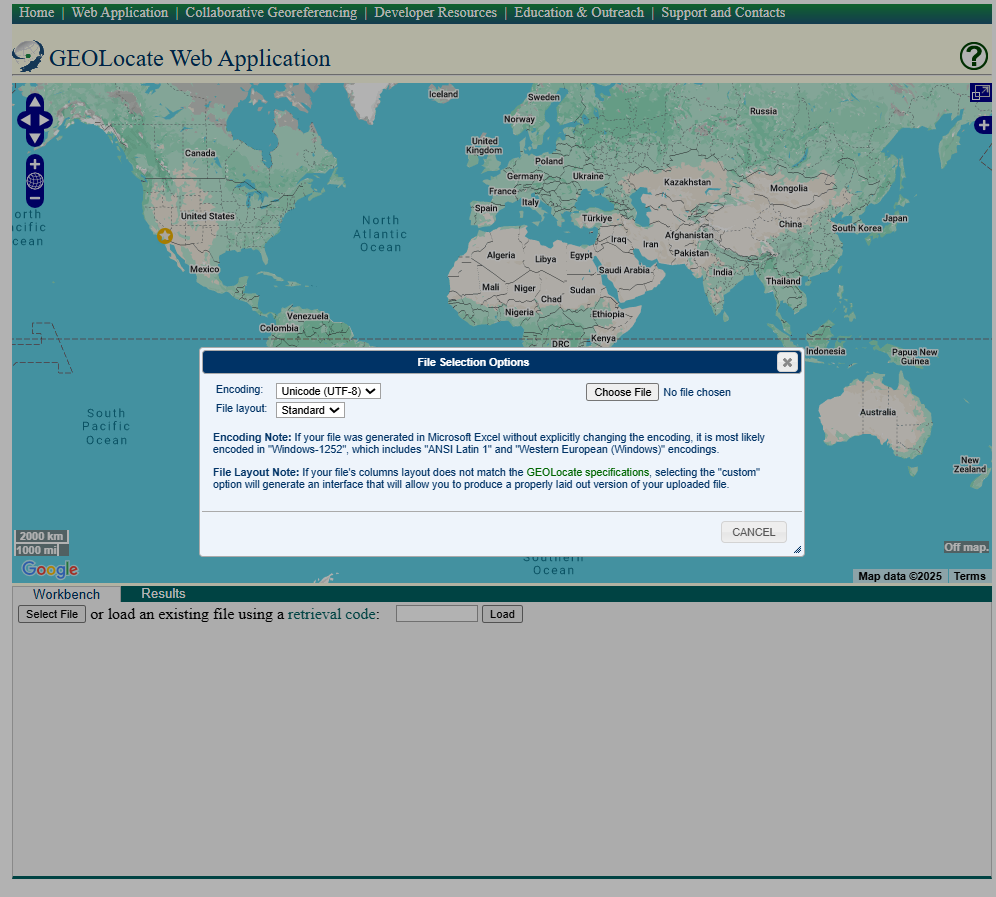 Home | Web Application | Collaborative Georeferencing | Developer Resources | Education & Outreach | Support and Contacts
GEOLocate Web Application
?
Iceland
Sweden
Russia
Norway
Canada
United
Kingdom
Poland
Germany
Ukraine
Kazakhstan
Mongolia
France
Italy
Spain
United States
North
Atlantic
Ocean
orth
acific
cean
Türkiye
China
Japan
South Korea
Iraq
Iran
Afghanistan
Pakistan
Algeria
Libya
Egypt
Saudi Arabia
India
Mexico
Thailand
Mali
Niger
Chad
Sudan
Nigeria
Ethiopia
Venezuela
Colombia
DRC
Kenya
Indonesia
Papua New
Guinea
File Selection Options
Encoding: Unicode (UTF-8)
Choose File No file chosen
File layout: Standard
Encoding Note: If your file was generated in Microsoft Excel without explicitly changing the encoding, it is most likely
encoded in "Windows-1252", which includes "ANSI Latin 1" and "Western European (Windows)" encodings.
File Layout Note: If your file's columns layout does not match the GEOLocate specifications, selecting the "custom"
option will generate an interface that will allow you to produce a properly laid out version of your uploaded file.
CANCEL
South
Pacific
Ocean
Australia
New
Zealand
2000 km
1000 mi
Google
Southern
Ocean
Off map.
Map data ©2025 Terms
Workbench Results
Select File or load an existing file using a retrieval code: Load